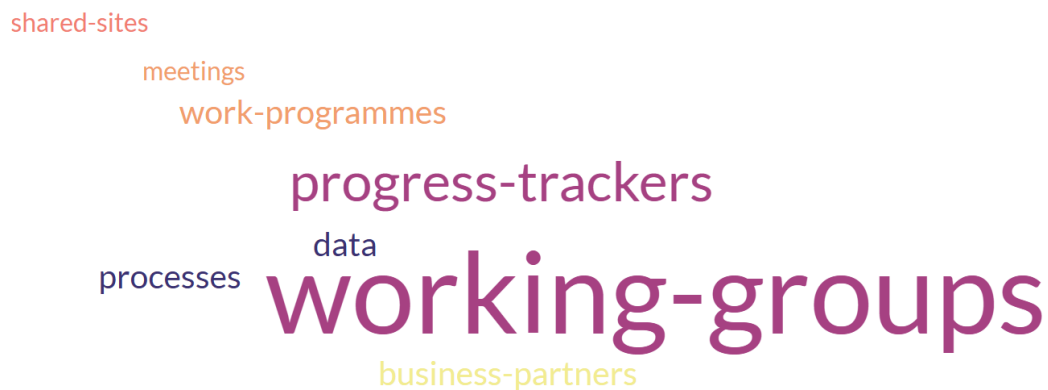 shared-sites
meetings
work-programmes
progress-trackers
data
processes
working-groups
business-partners